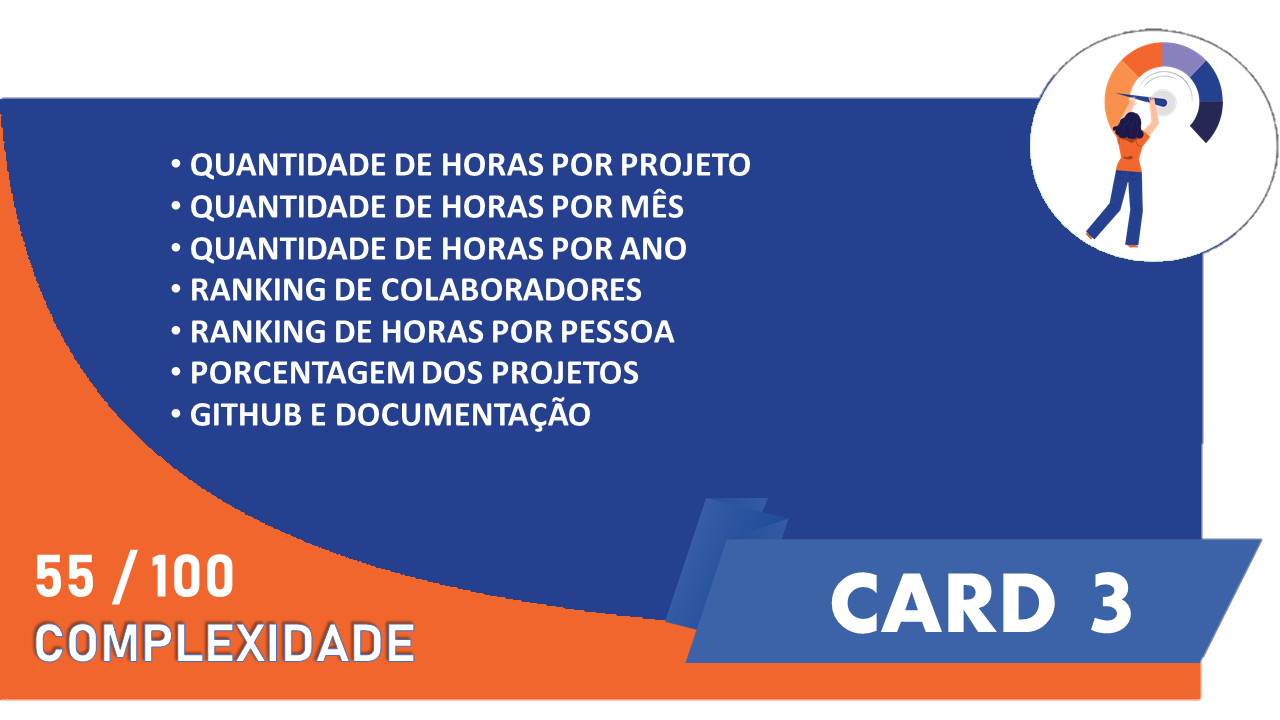 • QUANTIDADE DE HORAS POR PROJETO
• QUANTIDADE DE HORAS POR MÊS
• QUANTIDADE DE HORAS POR ANO
• RANKING DE COLABORADORES
• RANKING DE HORAS POR PESSOA
• PORCENTAGEM DOS PROJETOS
• GITHUB E DOCUMENTAÇÃO
55 / 100
COMPLEXIDADE
CARD 3